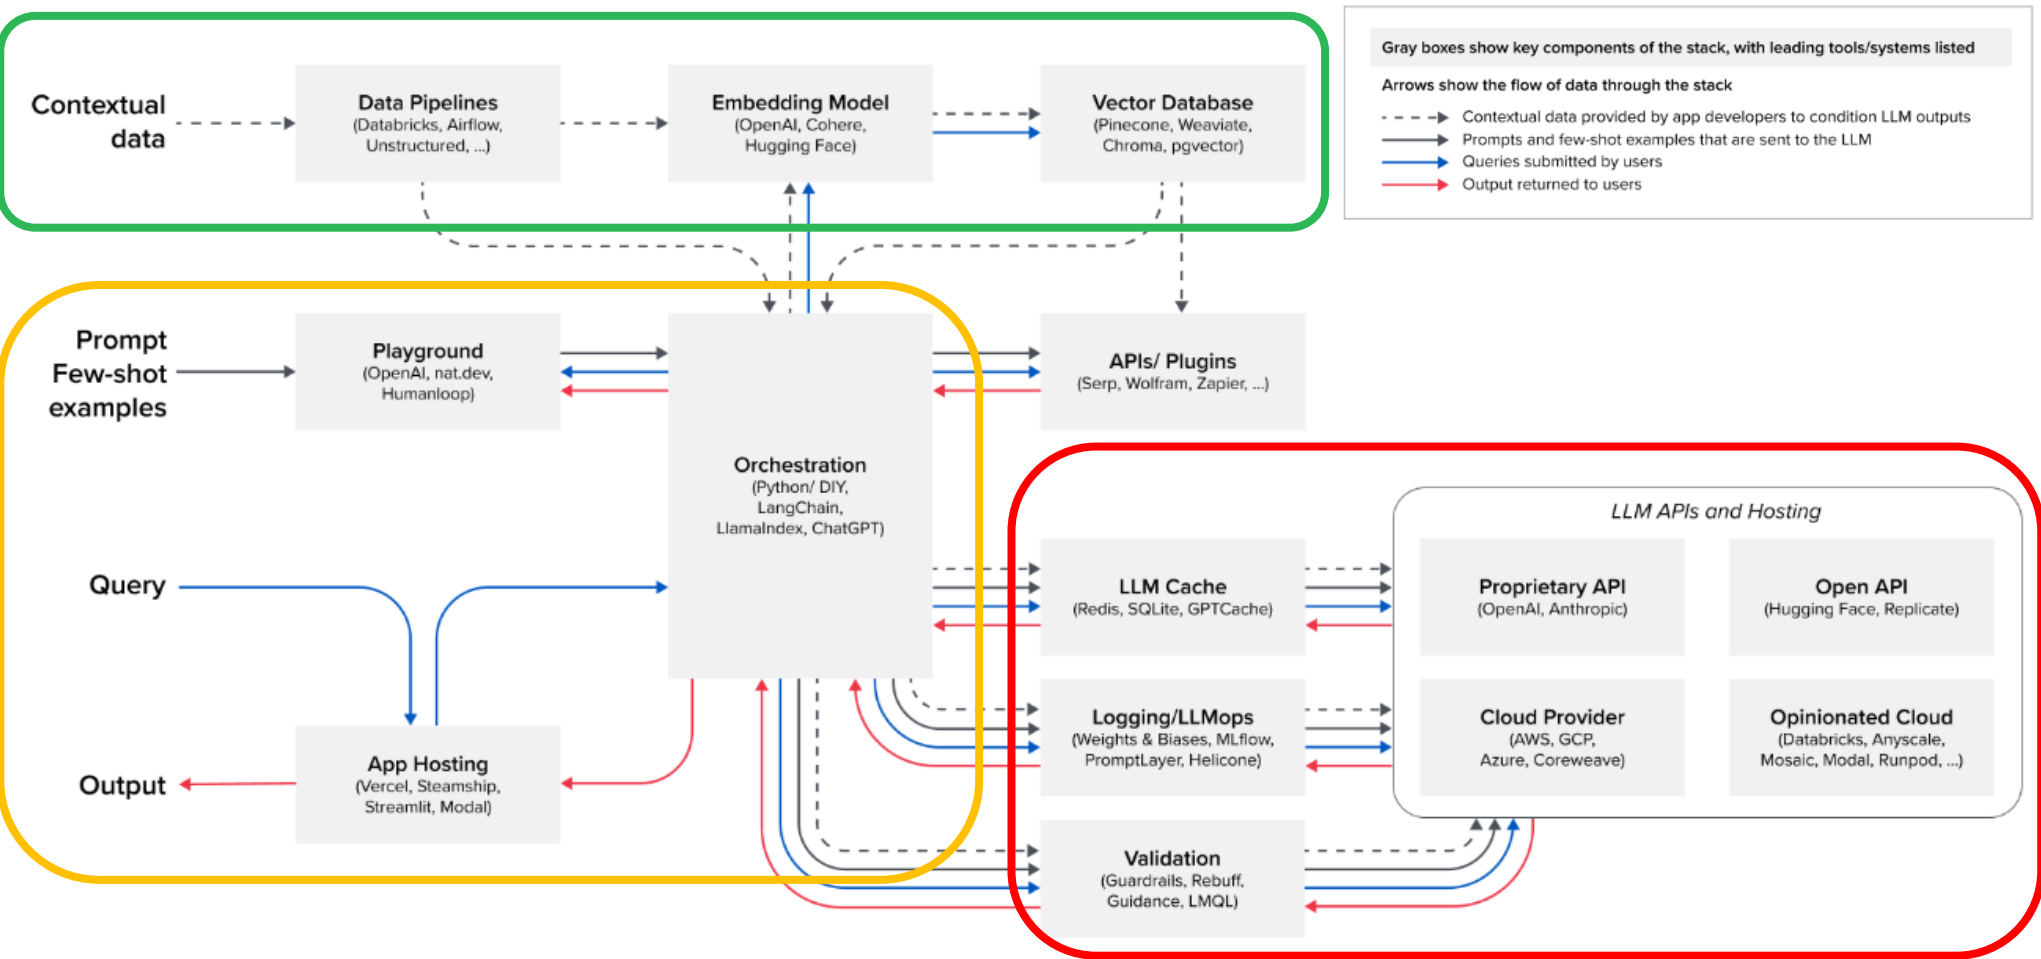 Gray boxes show key components of the stack, with leading tools/systems listed
Arrows show the flow of data through the stack
Contextual data provided by app developers to condition LLM outputs
Prompts and few-shot examples that are sent to the LLM
Queries submitted by users
Output returned to users
Contextual
data
Data Pipelines
(Databricks, Airflow,
Unstructured, ...)
Embedding Model
(OpenAI, Cohere,
Hugging Face)
Vector Database
(Pinecone, Weaviate,
Chroma, pgvector)
Prompt
Few-shot
examples
Playground
(OpenAI, nat.dev,
Humanloop)
Orchestration
(Python/ DIY,
LangChain,
LlamaIndex, ChatGPT)
APIs/ Plugins
(Serp, Wolfram, Zapier, ...)
Query
Output
App Hosting
(Vercel, Steamship,
Streamlit, Modal)
LLM Cache
(Redis, SQLite, GPTCache)
Logging/LLMops
(Weights & Biases, MLflow,
PromptLayer, Helicone)
Validation
(Guardrails, Rebuff,
Guidance, LMQL)
LLM APIs and Hosting
Proprietary API
(OpenAI, Anthropic)
Open API
(Hugging Face, Replicate)
Cloud Provider
(AWS, GCP,
Azure, Coreweave)
Opinionated Cloud
(Databricks, Anyscale,
Mosaic, Modal, Runpod, ...)